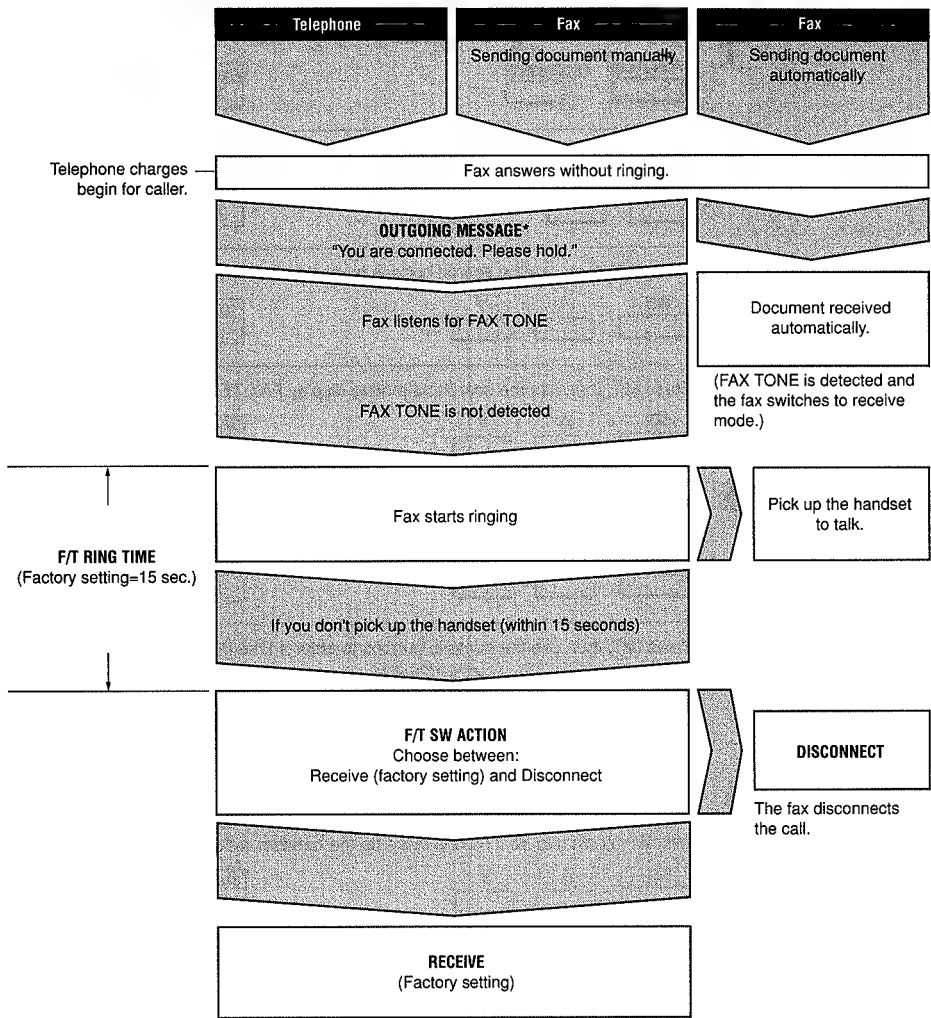 Telephone
Fax
Fax
Sending document manually
Sending document
automatically
Telephone charges
begin for caller.
Fax answers without ringing.
OUTGOING MESSAGE*
"You are connected. Please hold."
Fax listens for FAX TONE
FAX TONE is not detected
Document received
automatically.
(FAX TONE is detected and
the fax switches to receive
mode.)
F/T RING TIME
(Factory setting=15 sec.)
Fax starts ringing
Pick up the handset
to talk.
If you don't pick up the handset (within 15 seconds)
F/T SW ACTION
Choose between:
Receive (factory setting) and Disconnect
DISCONNECT
The fax disconnects
the call.
RECEIVE
(Factory setting)